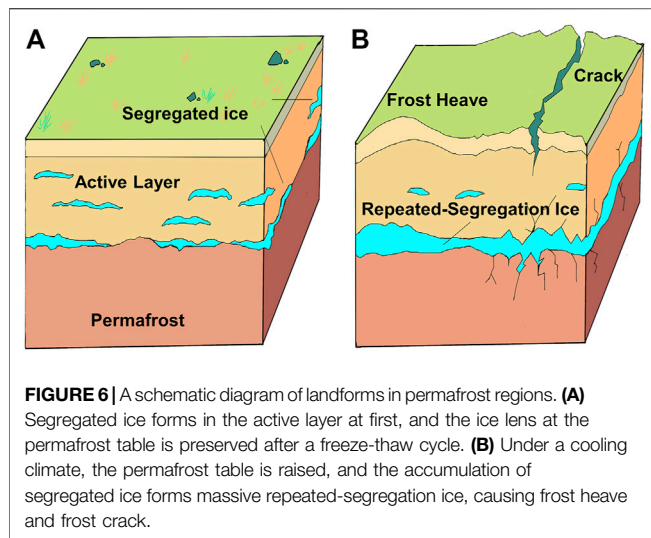 A
B
Segregated ice
Crack
Frost Heave
Active Layer
Repeated-Segregation Ice
Permafrost
FIGURE 6 | A schematic diagram of landforms in permafrost regions. (A)
Segregated ice forms in the active layer at first, and the ice lens at the
permafrost table is preserved after a freeze-thaw cycle. (B) Under a cooling
climate, the permafrost table is raised, and the accumulation of
segregated ice forms massive repeated-segregation ice, causing frost heave
and frost crack.